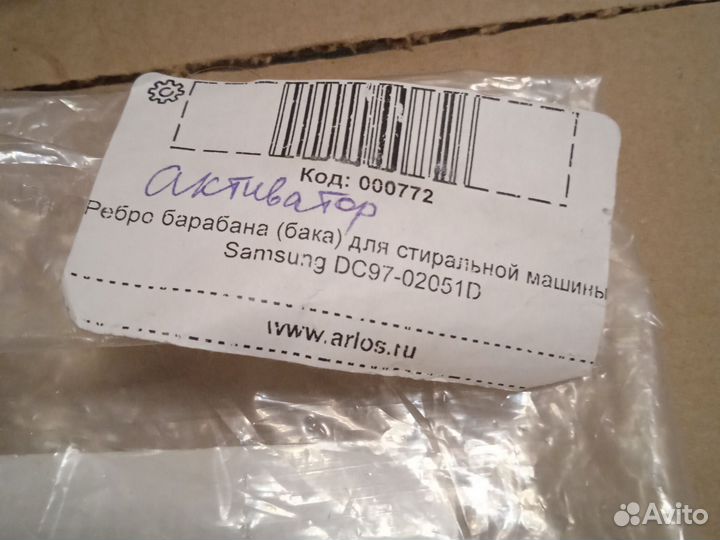 Код: 000772
активатор
Ребро барабана (бака) для стиральной машины
Samsung DC97-02051D
www.arlos.ru
Avito